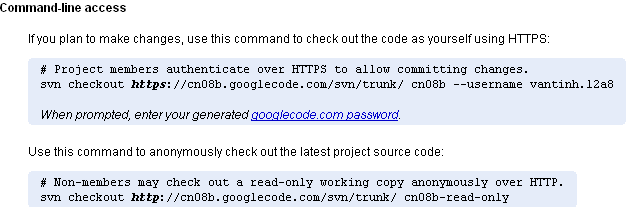 Command-line access
If you plan to make changes, use this command to check out the code as yourself using HTTPS:
# Project members authenticate over HTTPS to allow committing changes.
svn checkout https://cn08b.googlecode.com/svn/trunk/ cn08b --username vantinh.l2a8
When prompted, enter your generated googlecode.com password.
Use this command to anonymously check out the latest project source code:
# Non-members may check out a read-only working copy anonymously over HTTP.
svn checkout http://cn08b.googlecode.com/svn/trunk/ cn08b-read-only